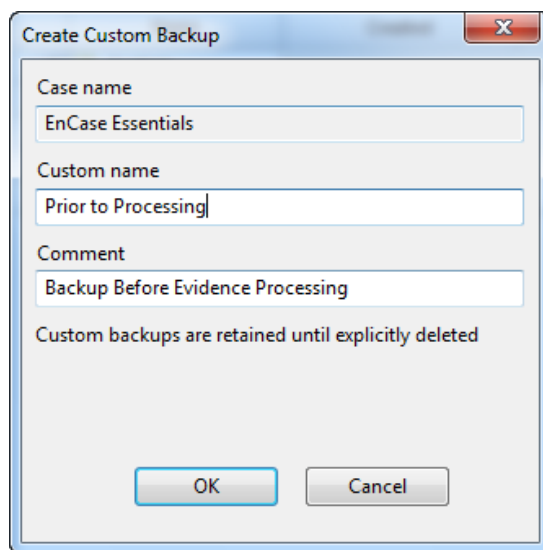 Create Custom Backup
Case name
EnCase Essentials
Custom name
Prior to Processing
Comment
Backup Before Evidence Processing
Custom backups are retained until explicitly deleted
OK
Cancel